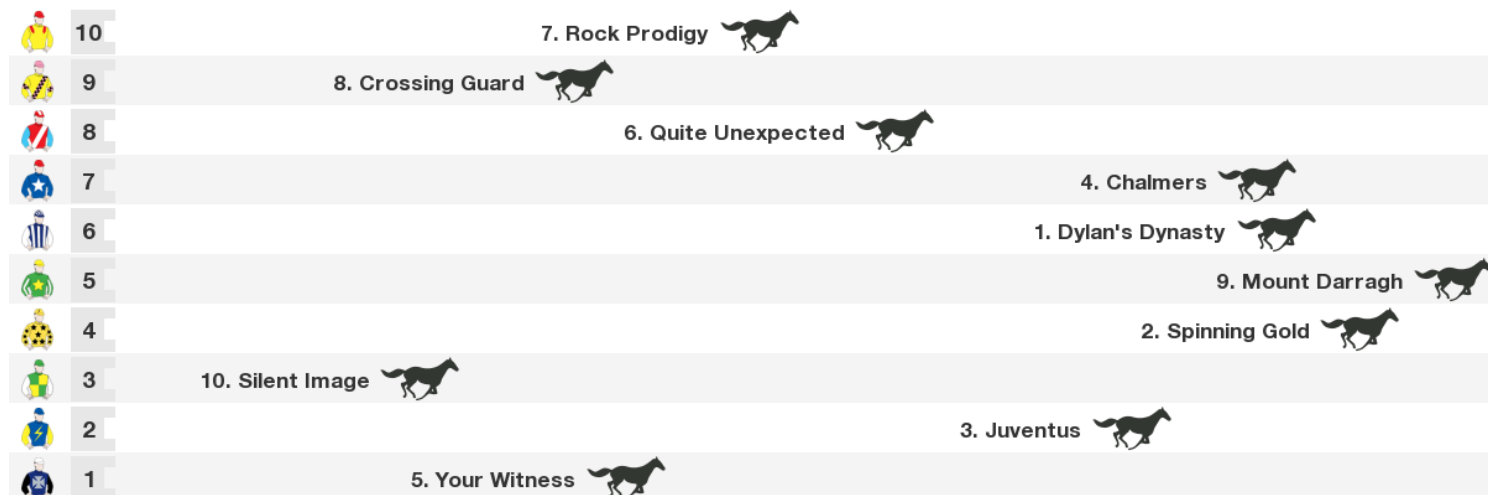 10 7. Rock Prodigy
9 8. Crossing Guard
8 6. Quite Unexpected
7 4. Chalmers
6 1. Dylan's Dynasty
5 9. Mount Darragh
4 2. Spinning Gold
3 10. Silent Image
2 3. Juventus
1 5. Your Witness